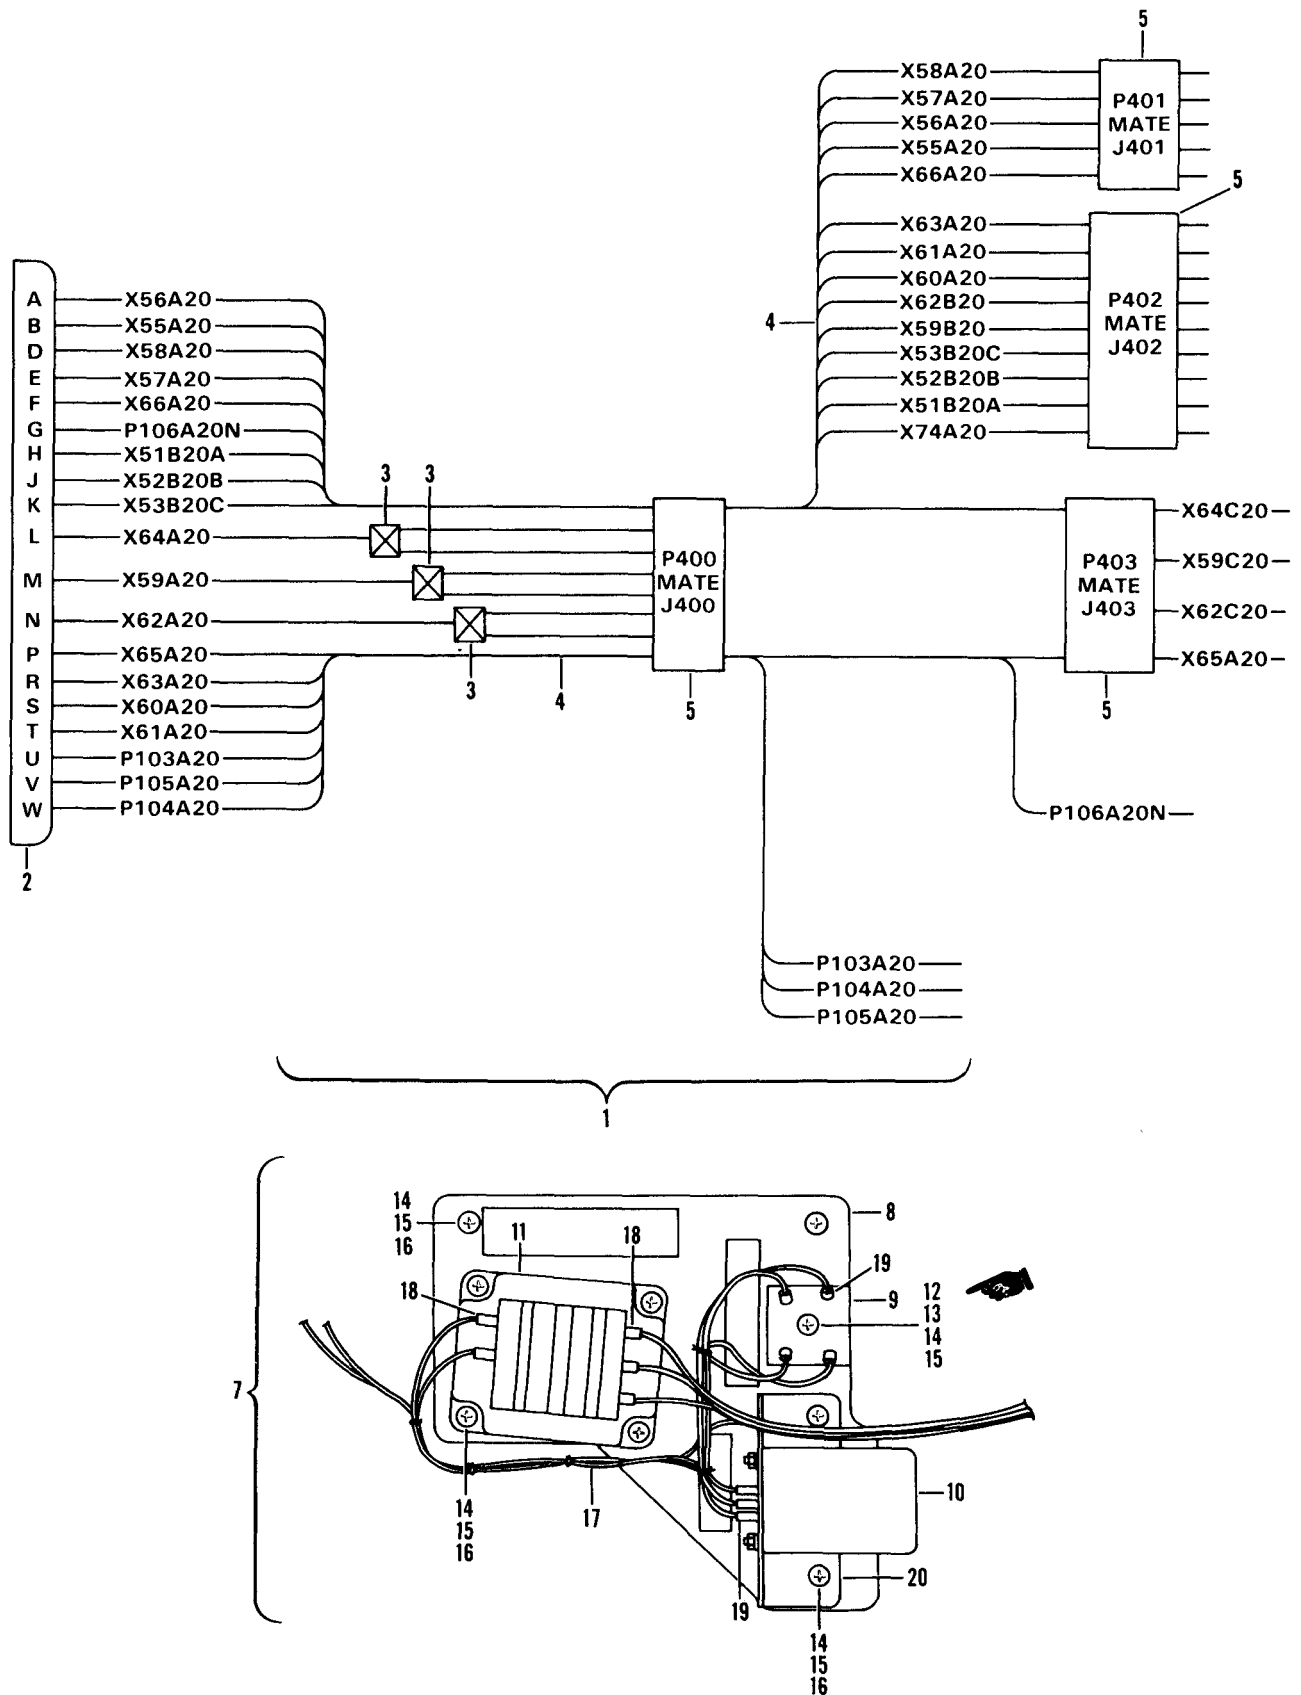 5
X58A20
X57A20
X56A20
X55A20
X66A20
P401
MATE
J401
5
X63A20
X61A20
X60A20
X62B20
X59B20
X53B20C
X52B20B
X51B20A
X74A20
P402
MATE
J402
4
A X56A20
B X55A20
D X58A20
E X57A20
F X66A20
G P106A20N
H X51B20A
J X52B20B
K X53B20C
L X64A20
M X59A20
N X62A20
P X65A20
R X63A20
S X60A20
T X61A20
U P103A20
V P105A20
W P104A20
2
3
3
3
4
P400
MATE
J400
5
P403
MATE
J403
5
X64C20
X59C20
X62C20
X65A20
P106A20N
P103A20
P104A20
P105A20
1
7
14
15
16
11
18
18
8
19
9
12
13
14
15
10
20
14
15
16
17
19
14
15
16